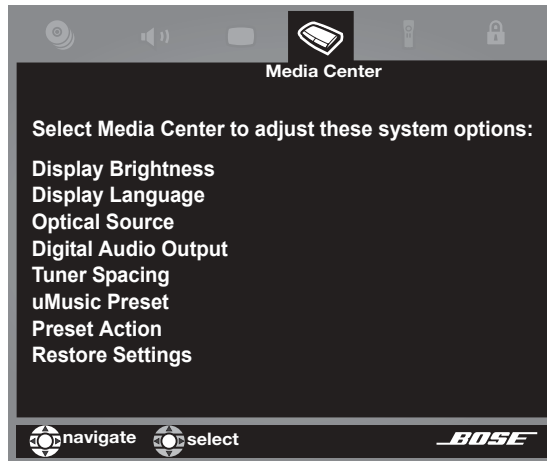 Media Center
Select Media Center to adjust these system options:
Display Brightness
Display Language
Optical Source
Digital Audio Output
Tuner Spacing
uMusic Preset
Preset Action
Restore Settings
navigate select BOSE